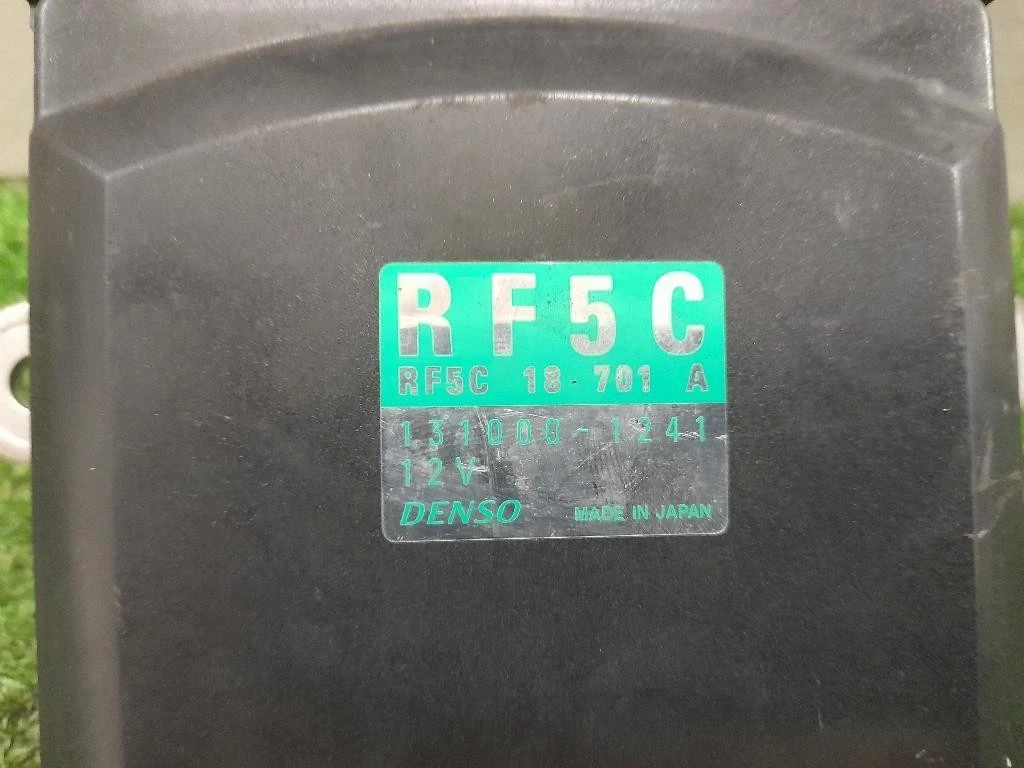 RF5C
RF5C 18 701 A
131000-1241
12V
DENSO MADE IN JAPAN